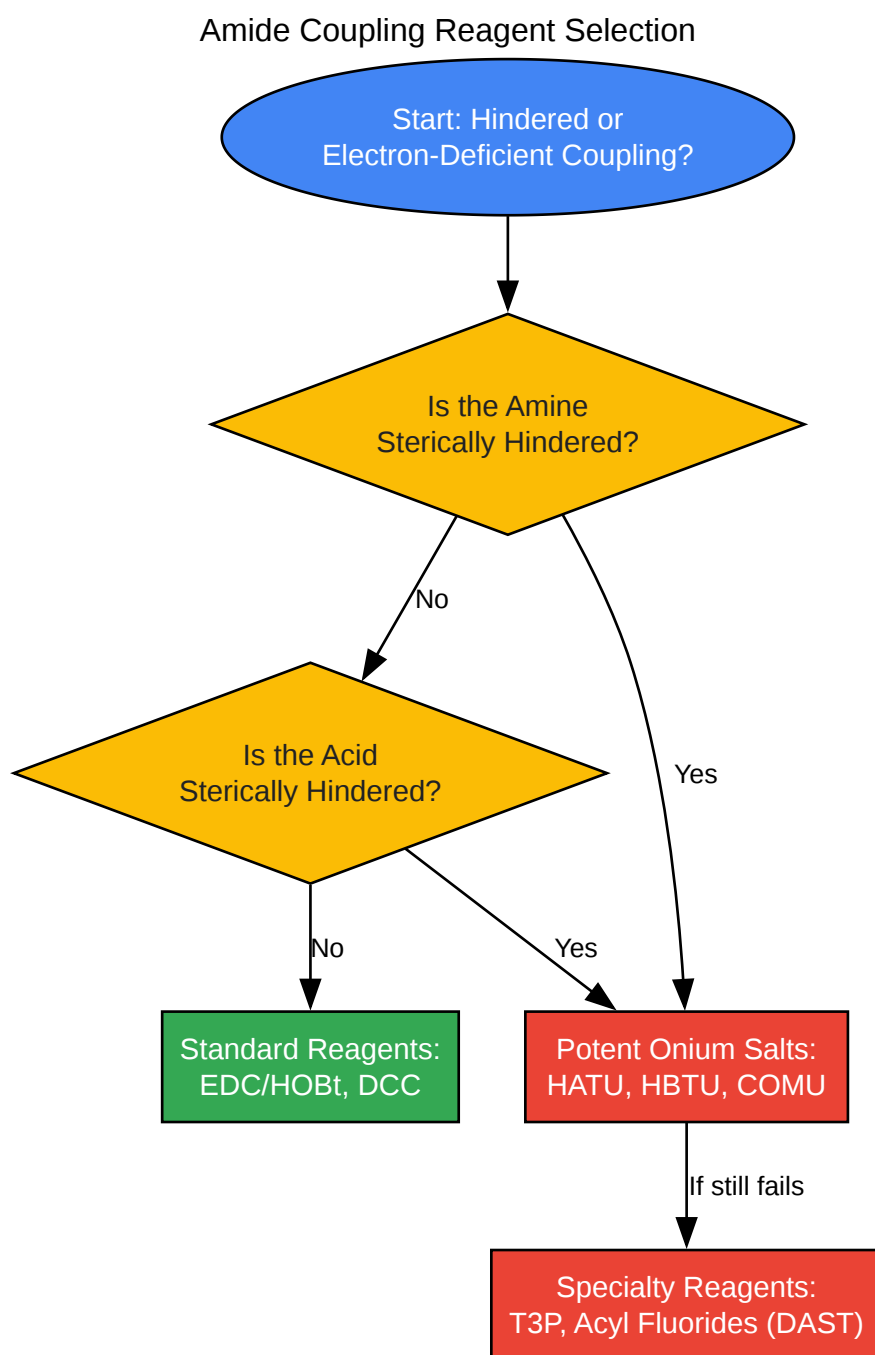 Amide Coupling Reagent Selection
Start: Hindered or
Electron-Deficient Coupling?
Is the Amine
Sterically Hindered?
No
Is the Acid
Sterically Hindered?
Yes
No
Yes
Standard Reagents:
EDC/HOBt, DCC
Potent Onium Salts:
HATU, HBTU, COMU
If still fails
Specialty Reagents:
T3P, Acyl Fluorides (DAST)